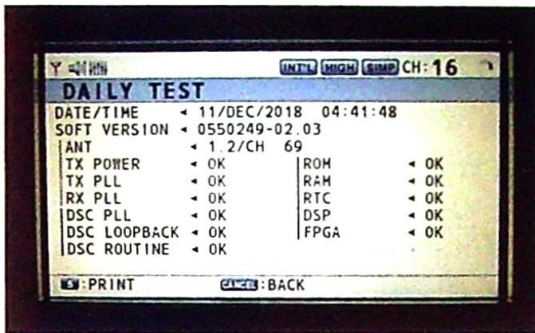 INT'L HIGH SIMP CH: 16
DAILY TEST
DATE/TIME ◄ 11/DEC/2018 04:41:48
SOFT VERSION ◄ 0550249-02.03
ANT ◄ 1.2/CH 69
TX POWER ◄ OK ROM ◄ OK
TX PLL ◄ OK RAM ◄ OK
RX PLL ◄ OK RTC ◄ OK
DSC PLL ◄ OK DSP ◄ OK
DSC LOOPBACK ◄ OK FPGA ◄ OK
DSC ROUTINE ◄ OK
:PRINT CANCEL :BACK